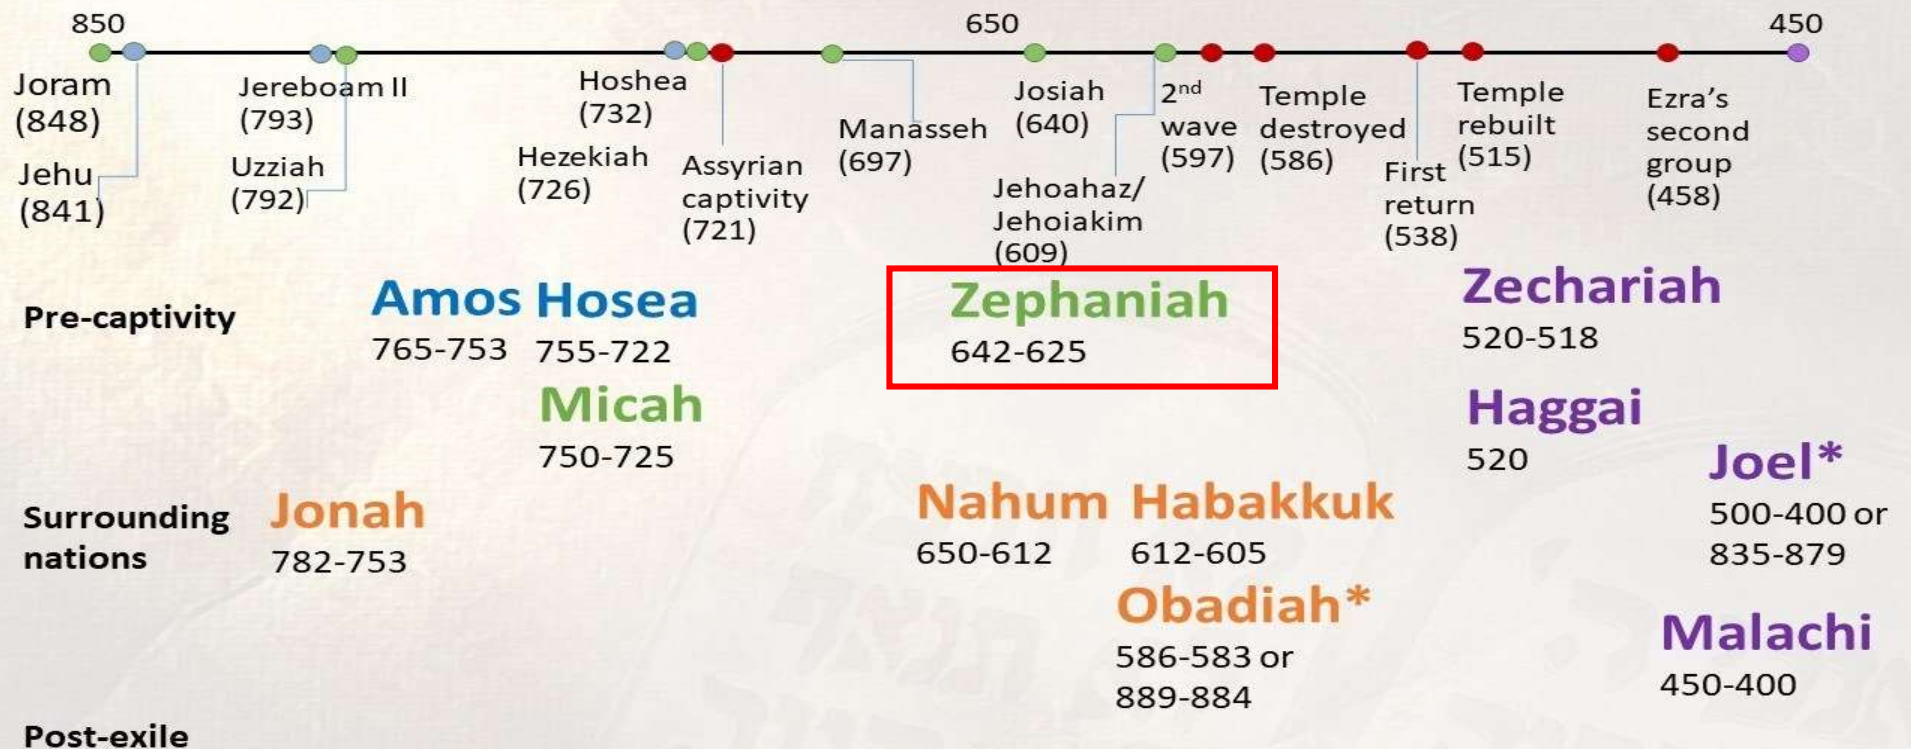 850
650
450
Joram
(848)
Jehu
(841)
Jereboam II
(793)
Uzziah
(792)
Hoshea
(732)
Hezekiah
(726)
Assyrian
captivity
(721)
Manasseh
(697)
Josiah
(640)
Jehoahaz/
Jehoiakim
(609)
2nd
wave
(597)
Temple
destroyed
(586)
First
return
(538)
Temple
rebuilt
(515)
Ezra's
second
group
(458)
Pre-captivity
Amos
765-753
Hosea
755-722
Micah
750-725
Zephaniah
642-625
Zechariah
520-518
Haggai
520
Joel*
500-400 or
835-879
Surrounding
nations
Jonah
782-753
Nahum
650-612
Habakkuk
612-605
Obadiah*
586-583 or
889-884
Malachi
450-400
Post-exile